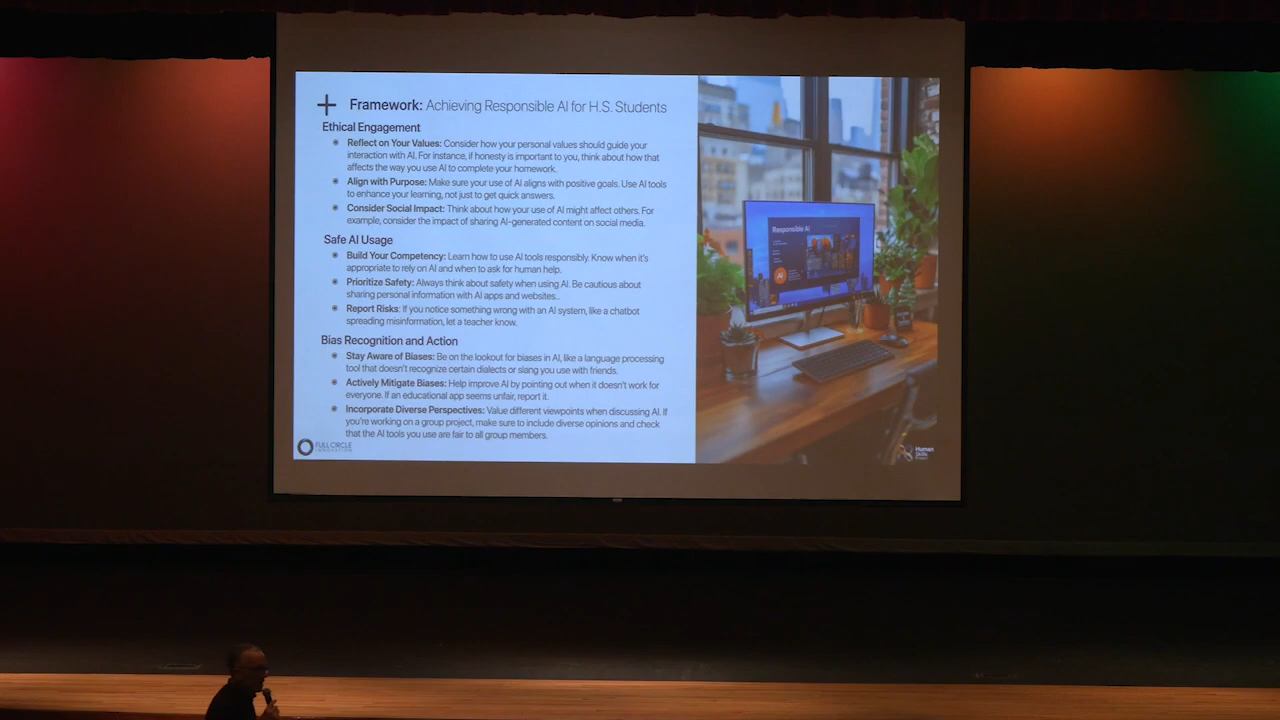 Framework: Achieving Responsible AI for H.S. Students
Ethical Engagement
Reflect on Your Values: Consider how your personal values should guide your
interaction with AI. For instance, if honesty is important to you, think about how that
affects the way you use AI to complete your homework.
Align with Purpose: Make sure your use of AI aligns with positive goals. Use AI tools
to enhance your learning, not just to get quick answers.
Consider Social Impact: Think about how your use of AI might affect others. For
example, consider the impact of sharing AI-generated content on social media.
Safe AI Usage
Build Your Competency: Learn how to use AI tools responsibly. Know when it's
appropriate to rely on AI and when to ask for human help.
Prioritize Safety: Always think about safety when using AI. Be cautious about
sharing personal information with AI apps and websites..
Report Risks: If you notice something wrong with an AI system, like a chatbot
spreading misinformation, let a teacher know.
Bias Recognition and Action
Stay Aware of Biases: Be on the lookout for biases in AI, like a language processing
tool that doesn't recognize certain dialects or slang you use with friends.
Actively Mitigate Biases: Help improve AI by pointing out when it doesn't work for
everyone. If an educational app seems unfair, report it.
Incorporate Diverse Perspectives: Value different viewpoints when discussing AI. If
you're working on a group project, make sure to include diverse opinions and check
that the AI tools you use are fair to all group members.
FULL CIRCLE
INNOVATION
Responsible AI
AI
Human
Skills
Project